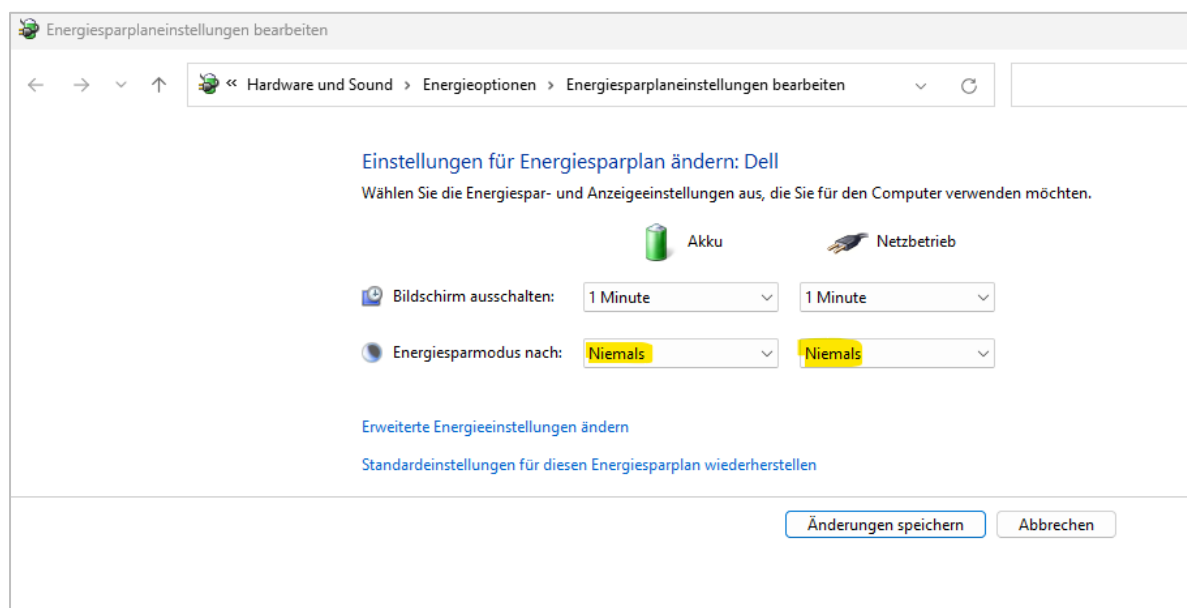 Energiesparplaneinstellungen bearbeiten
« Hardware und Sound > Energieoptionen > Energiesparplaneinstellungen bearbeiten
Einstellungen für Energiesparplan ändern: Dell
Wählen Sie die Energiespar- und Anzeigeeinstellungen aus, die Sie für den Computer verwenden möchten.
Akku Netzbetrieb
Bildschirm ausschalten: 1 Minute 1 Minute
Energiesparmodus nach: Niemals Niemals
Erweiterte Energieeinstellungen ändern
Standardeinstellungen für diesen Energiesparplan wiederherstellen
Änderungen speichern Abbrechen